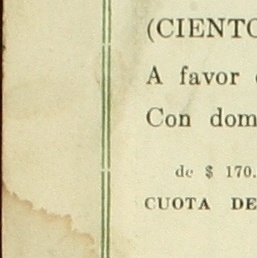 (CIENTO
A favor
Con dom
de $ 170.
CUOTA DE